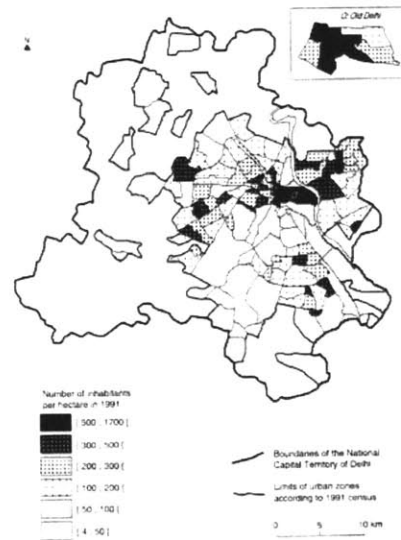 O: Old Delhi
N
Number of inhabitants
per hectare in 1991
[ 500 ; 1700 [
[ 300 ; 500 [
[ 200 ; 300 [
[ 100 ; 200 [
[ 50 ; 100 [
[ 4 ; 50 [
Boundaries of the National
Capital Territory of Delhi
Limits of urban zones
according to 1991 census
0 5 10 km